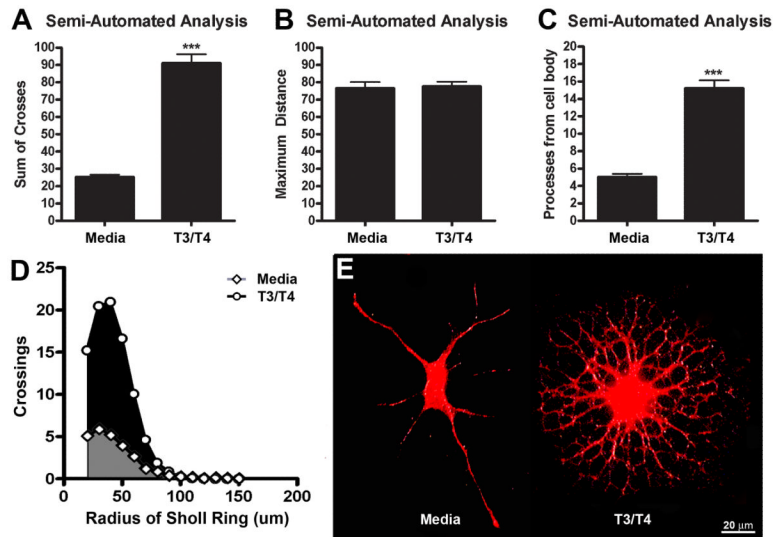 A Semi-Automated Analysis
Sum of Crosses
100
90
80
70
60
50
40
30
20
10
0
***
Media T3/T4
B Semi-Automated Analysis
Maximum Distance
100
90
80
70
60
50
40
30
20
10
0
Media T3/T4
C Semi-Automated Analysis
Processes from cell body
20
16
14
12
10
8
6
4
2
0
***
Media T3/T4
D
Media
T3/T4
Crossings
25
20
15
10
5
0
0 50 100 150 200
Radius of Sholl Ring (um)
E
Media T3/T4
20 µm